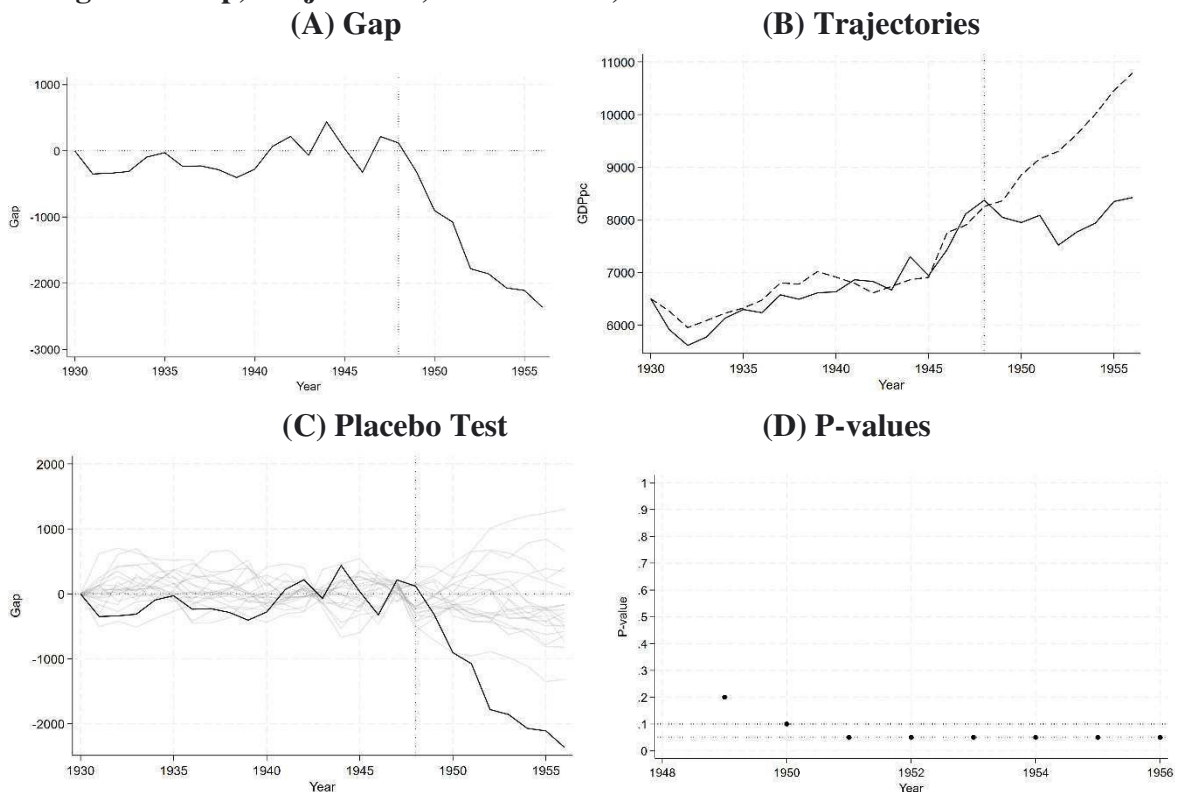 (A) Gap
(B) Trajectories
1000
0
-1000
-2000
-3000
Gap
1930 1935 1940 1945 1950 1955
Year
11000
10000
9000
8000
7000
6000
GDPpc
1930 1935 1940 1945 1950 1955
Year
(C) Placebo Test
(D) P-values
2000
1000
0
-1000
-2000
Gap
1930 1935 1940 1945 1950 1955
Year
1
.9
.8
.7
.6
.5
.4
.3
.2
.1
0
P-value
1948 1950 1952 1954 1956
Year